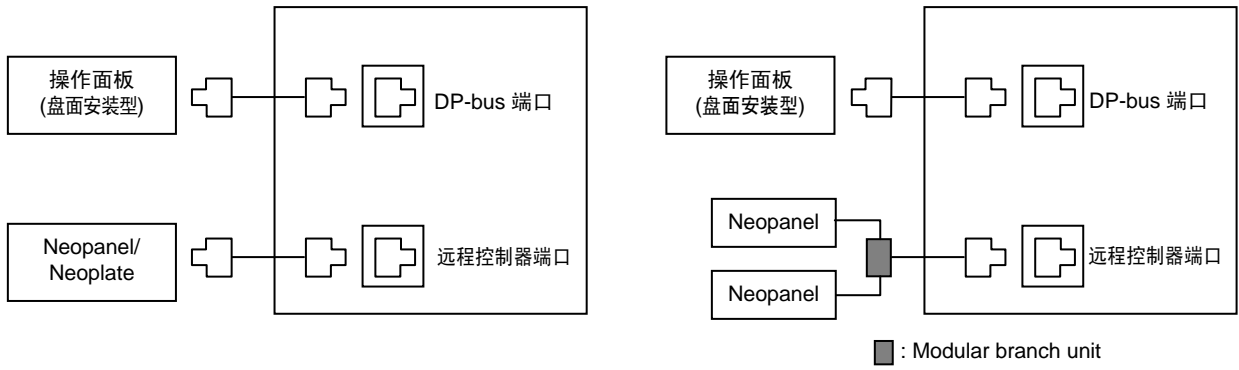 操作面板
(盘面安装型)
DP-bus 端口
Neopanel/
Neoplate
远程控制器端口
操作面板
(盘面安装型)
DP-bus 端口
Neopanel
Neopanel
远程控制器端口
: Modular branch unit